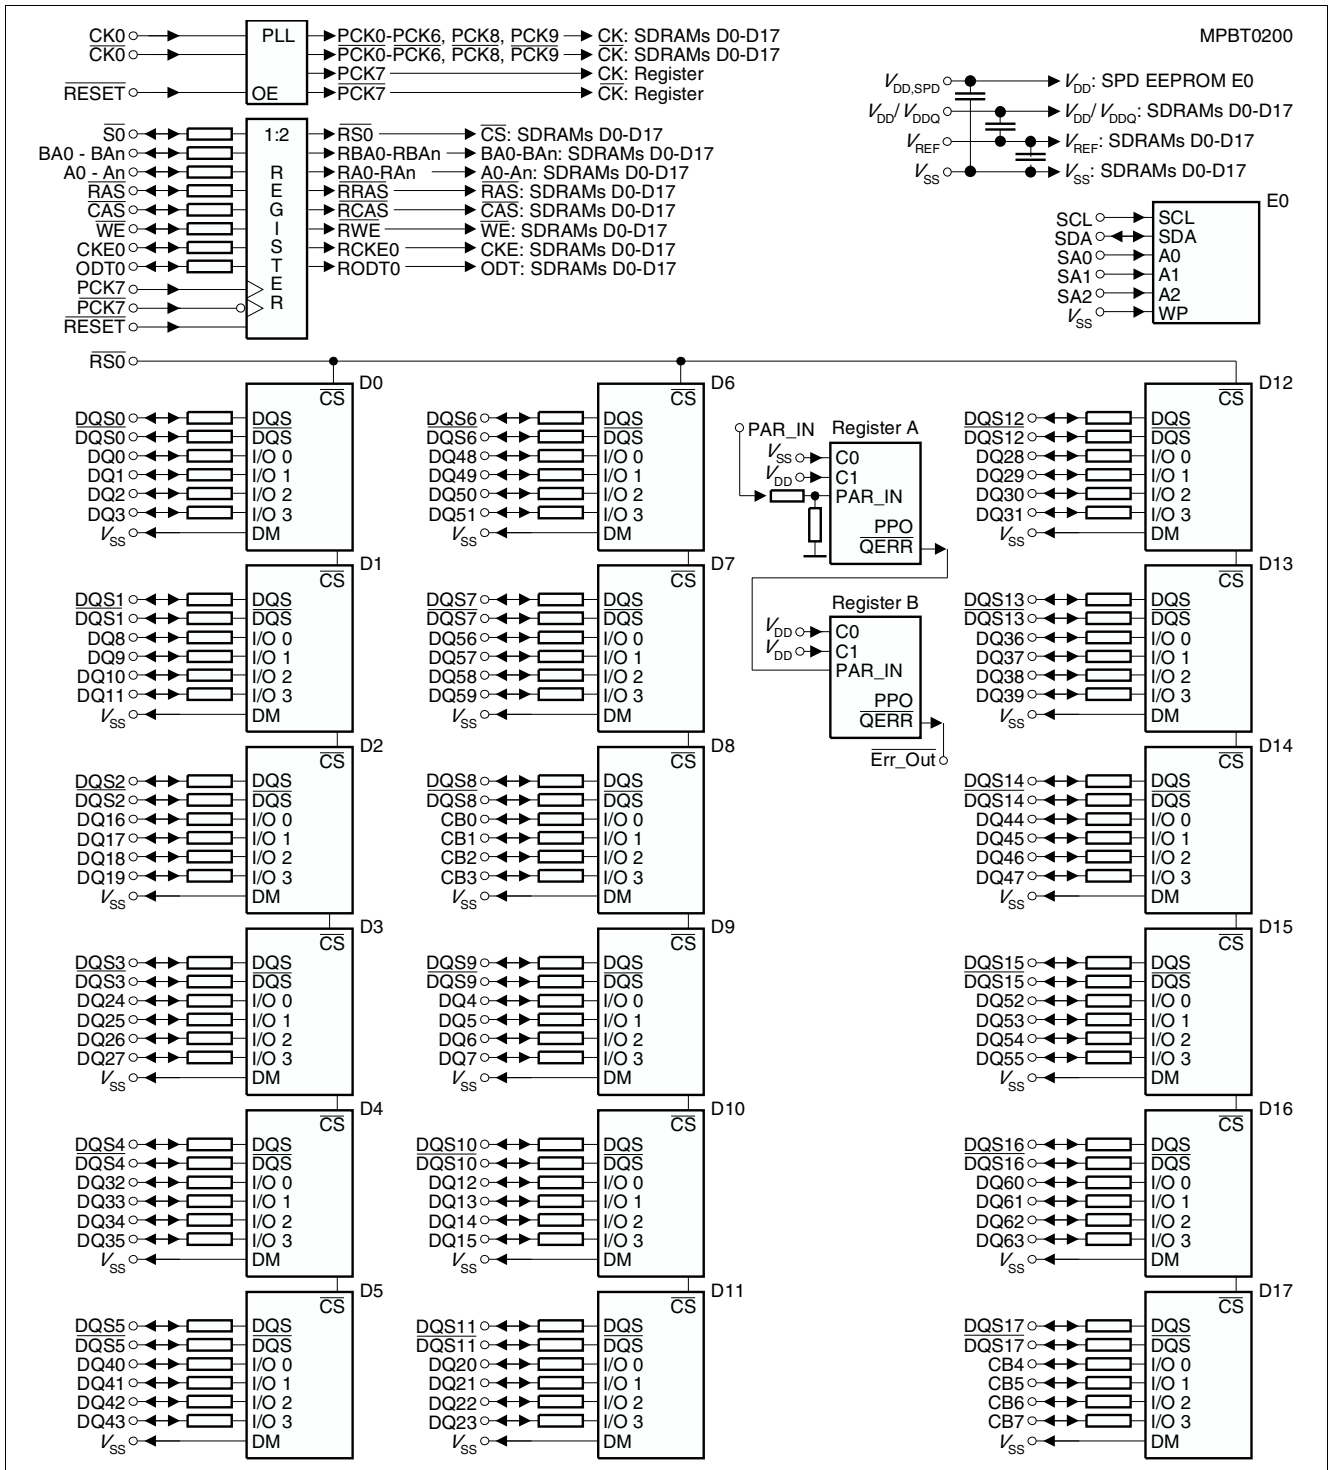 CK0 PLL PCK0-PCK6, PCK8, PCK9 CK: SDRAMs D0-D17 MPBT0200
CK0 PCK0-PCK6, PCK8, PCK9 CK: SDRAMs D0-D17
PCK7 CK: Register
RESET OE PCK7 CK: Register
VDD,SPD VDD: SPD EEPROM E0
VDD/ VDDQ VDD/ VDDQ: SDRAMs D0-D17
VREF VREF: SDRAMs D0-D17
VSS VSS: SDRAMs D0-D17
S0 1:2 RS0 CS: SDRAMs D0-D17
BA0 - BAn RBA0-RBAn BA0-BAn: SDRAMs D0-D17
A0 - An R RA0-RAn A0-An: SDRAMs D0-D17
RAS E RRAS RAS: SDRAMs D0-D17
CAS G RCAS CAS: SDRAMs D0-D17
WE I RWE WE: SDRAMs D0-D17
CKE0 S RCKE0 CKE: SDRAMs D0-D17
ODT0 T RODT0 ODT: SDRAMs D0-D17
PCK7 E
PCK7 R
RESET
E0
SCL SCL
SDA SDA
SA0 A0
SA1 A1
SA2 A2
VSS WP
RS0
D0
CS
DQS0 DQS
DQS0 DQS
DQ0 I/O 0
DQ1 I/O 1
DQ2 I/O 2
DQ3 I/O 3
VSS DM
D1
CS
DQS1 DQS
DQS1 DQS
DQ8 I/O 0
DQ9 I/O 1
DQ10 I/O 2
DQ11 I/O 3
VSS DM
D2
CS
DQS2 DQS
DQS2 DQS
DQ16 I/O 0
DQ17 I/O 1
DQ18 I/O 2
DQ19 I/O 3
VSS DM
D3
CS
DQS3 DQS
DQS3 DQS
DQ24 I/O 0
DQ25 I/O 1
DQ26 I/O 2
DQ27 I/O 3
VSS DM
D4
CS
DQS4 DQS
DQS4 DQS
DQ32 I/O 0
DQ33 I/O 1
DQ34 I/O 2
DQ35 I/O 3
VSS DM
D5
CS
DQS5 DQS
DQS5 DQS
DQ40 I/O 0
DQ41 I/O 1
DQ42 I/O 2
DQ43 I/O 3
VSS DM
D6
CS
DQS6 DQS
DQS6 DQS
DQ48 I/O 0
DQ49 I/O 1
DQ50 I/O 2
DQ51 I/O 3
VSS DM
D7
CS
DQS7 DQS
DQS7 DQS
DQ56 I/O 0
DQ57 I/O 1
DQ58 I/O 2
DQ59 I/O 3
VSS DM
D8
CS
DQS8 DQS
DQS8 DQS
CB0 I/O 0
CB1 I/O 1
CB2 I/O 2
CB3 I/O 3
VSS DM
D9
CS
DQS9 DQS
DQS9 DQS
DQ4 I/O 0
DQ5 I/O 1
DQ6 I/O 2
DQ7 I/O 3
VSS DM
D10
CS
DQS10 DQS
DQS10 DQS
DQ12 I/O 0
DQ13 I/O 1
DQ14 I/O 2
DQ15 I/O 3
VSS DM
D11
CS
DQS11 DQS
DQS11 DQS
DQ20 I/O 0
DQ21 I/O 1
DQ22 I/O 2
DQ23 I/O 3
VSS DM
PAR_IN Register A
VSS C0
VDD C1
PAR_IN
PPO
QERR
Register B
VDD C0
VDD C1
PAR_IN
PPO
QERR
Err_Out
D12
CS
DQS12 DQS
DQS12 DQS
DQ28 I/O 0
DQ29 I/O 1
DQ30 I/O 2
DQ31 I/O 3
VSS DM
D13
CS
DQS13 DQS
DQS13 DQS
DQ36 I/O 0
DQ37 I/O 1
DQ38 I/O 2
DQ39 I/O 3
VSS DM
D14
CS
DQS14 DQS
DQS14 DQS
DQ44 I/O 0
DQ45 I/O 1
DQ46 I/O 2
DQ47 I/O 3
VSS DM
D15
CS
DQS15 DQS
DQS15 DQS
DQ52 I/O 0
DQ53 I/O 1
DQ54 I/O 2
DQ55 I/O 3
VSS DM
D16
CS
DQS16 DQS
DQS16 DQS
DQ60 I/O 0
DQ61 I/O 1
DQ62 I/O 2
DQ63 I/O 3
VSS DM
D17
CS
DQS17 DQS
DQS17 DQS
CB4 I/O 0
CB5 I/O 1
CB6 I/O 2
CB7 I/O 3
VSS DM